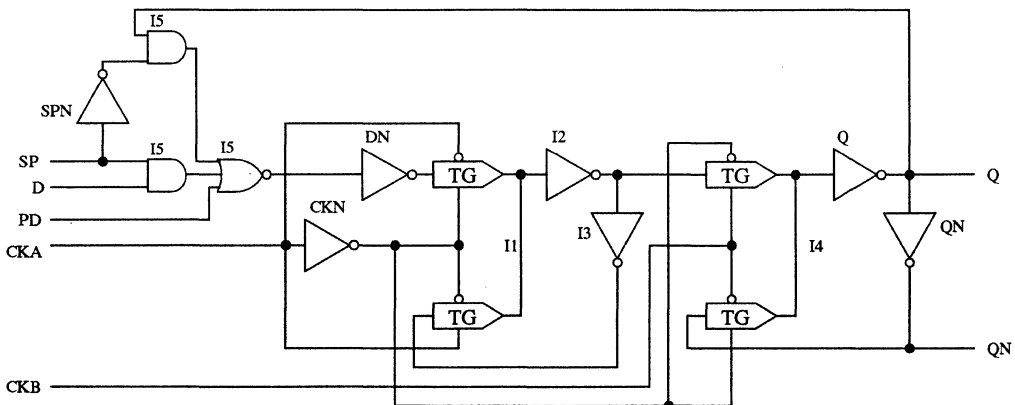 I5
SPN
I5
I5
SP
D
PD
CKA
CKB
DN
CKN
TG
TG
I1
I2
I3
TG
TG
I4
Q
QN
Q
QN